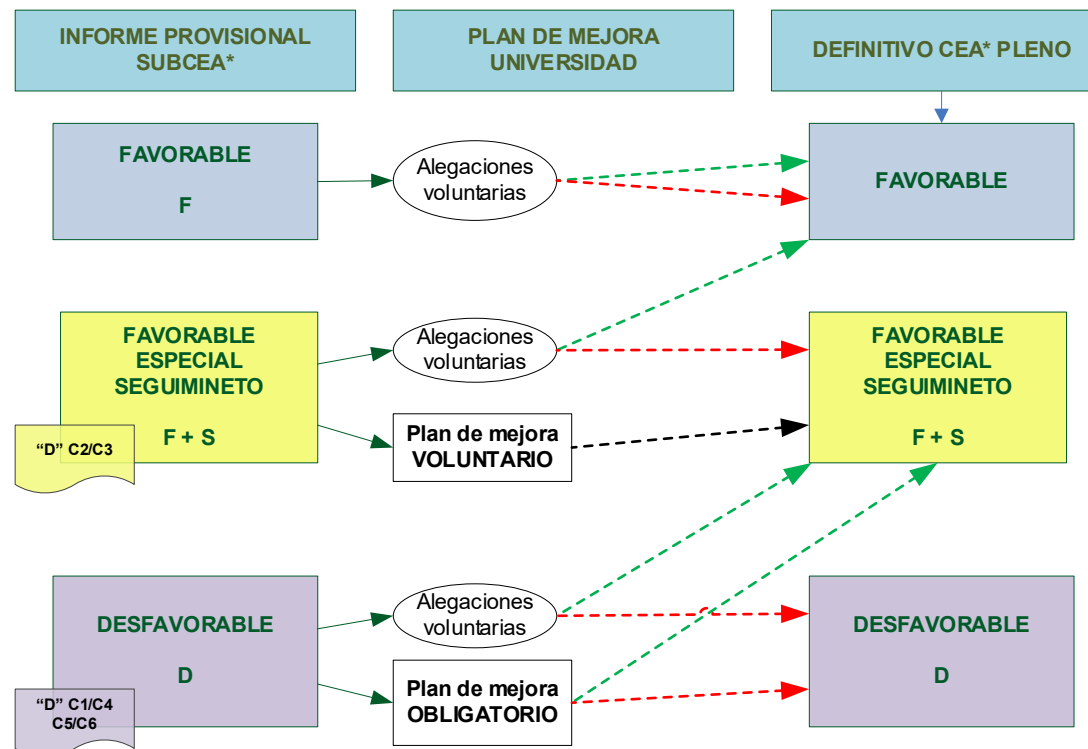 INFORME PROVISIONAL
SUBCEA*
PLAN DE MEJORA
UNIVERSIDAD
DEFINITIVO CEA* PLENO
FAVORABLE
F
Alegaciones
voluntarias
FAVORABLE
FAVORABLE
ESPECIAL
SEGUIMINETO
F + S
“D” C2/C3
Alegaciones
voluntarias
Plan de mejora
VOLUNTARIO
FAVORABLE
ESPECIAL
SEGUIMINETO
F + S
DESFAVORABLE
D
“D” C1/C4
C5/C6
Alegaciones
voluntarias
Plan de mejora
OBLIGATORIO
DESFAVORABLE
D